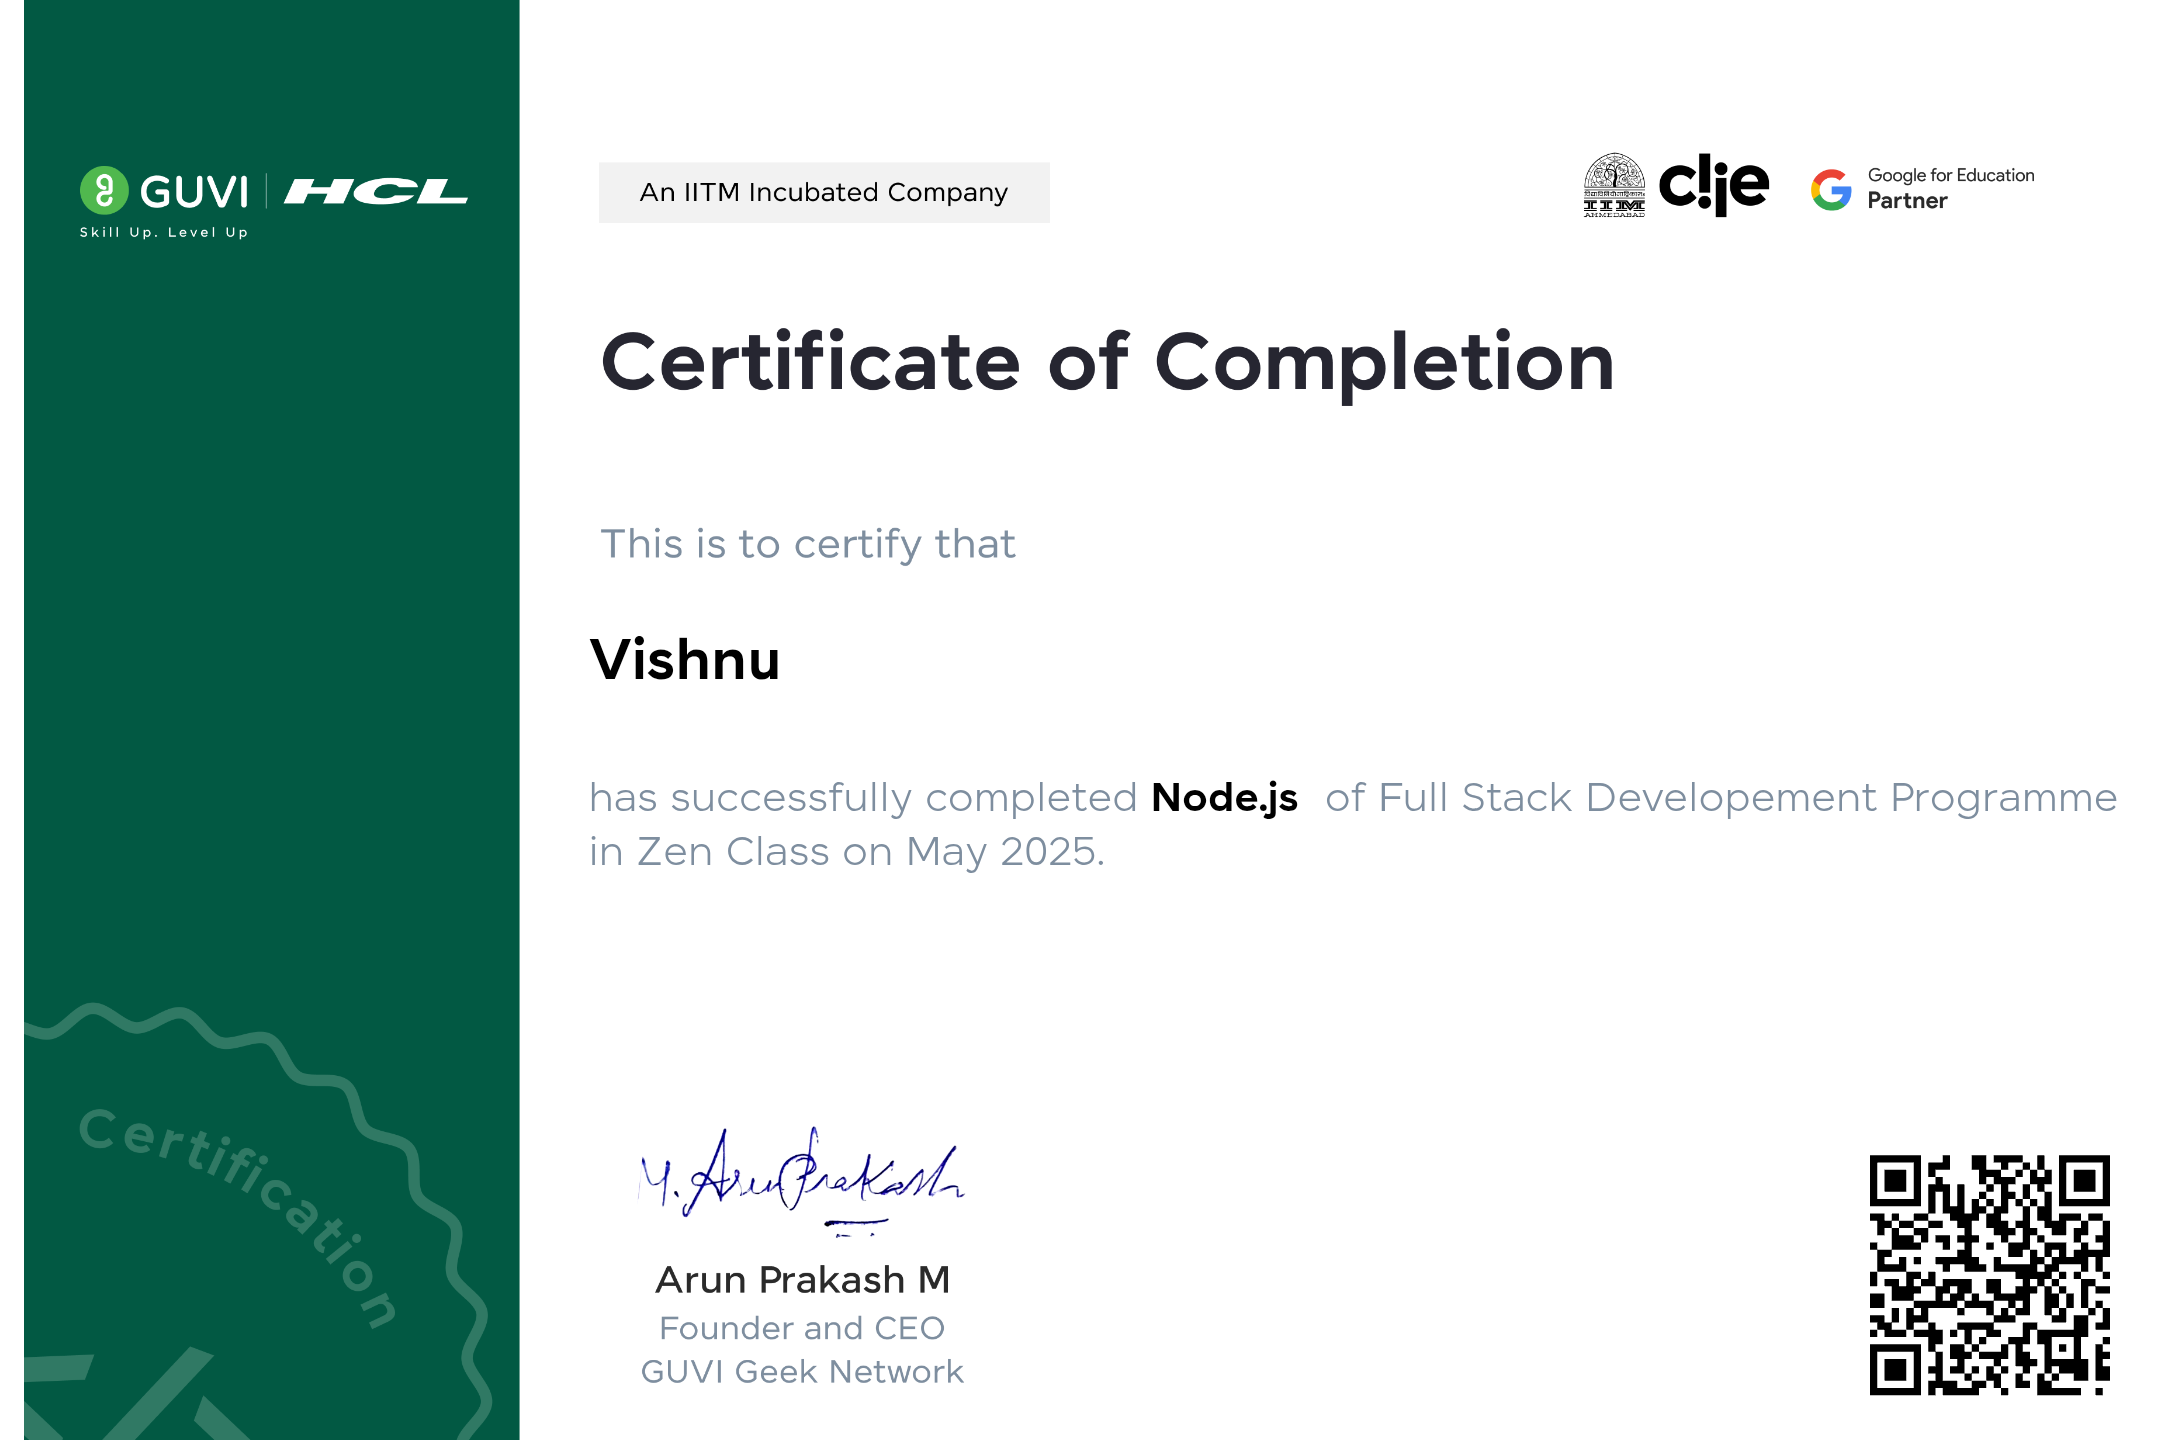 GUVI | HCL
Skill Up. Level Up
An IITM Incubated Company
IIM
AHMEDABAD
c!ie
Google for Education
Partner
Certificate of Completion
This is to certify that
Vishnu
has successfully completed Node.js of Full Stack Developement Programme
in Zen Class on May 2025.
Certification
M. Arun Prakash
Arun Prakash M
Founder and CEO
GUVI Geek Network